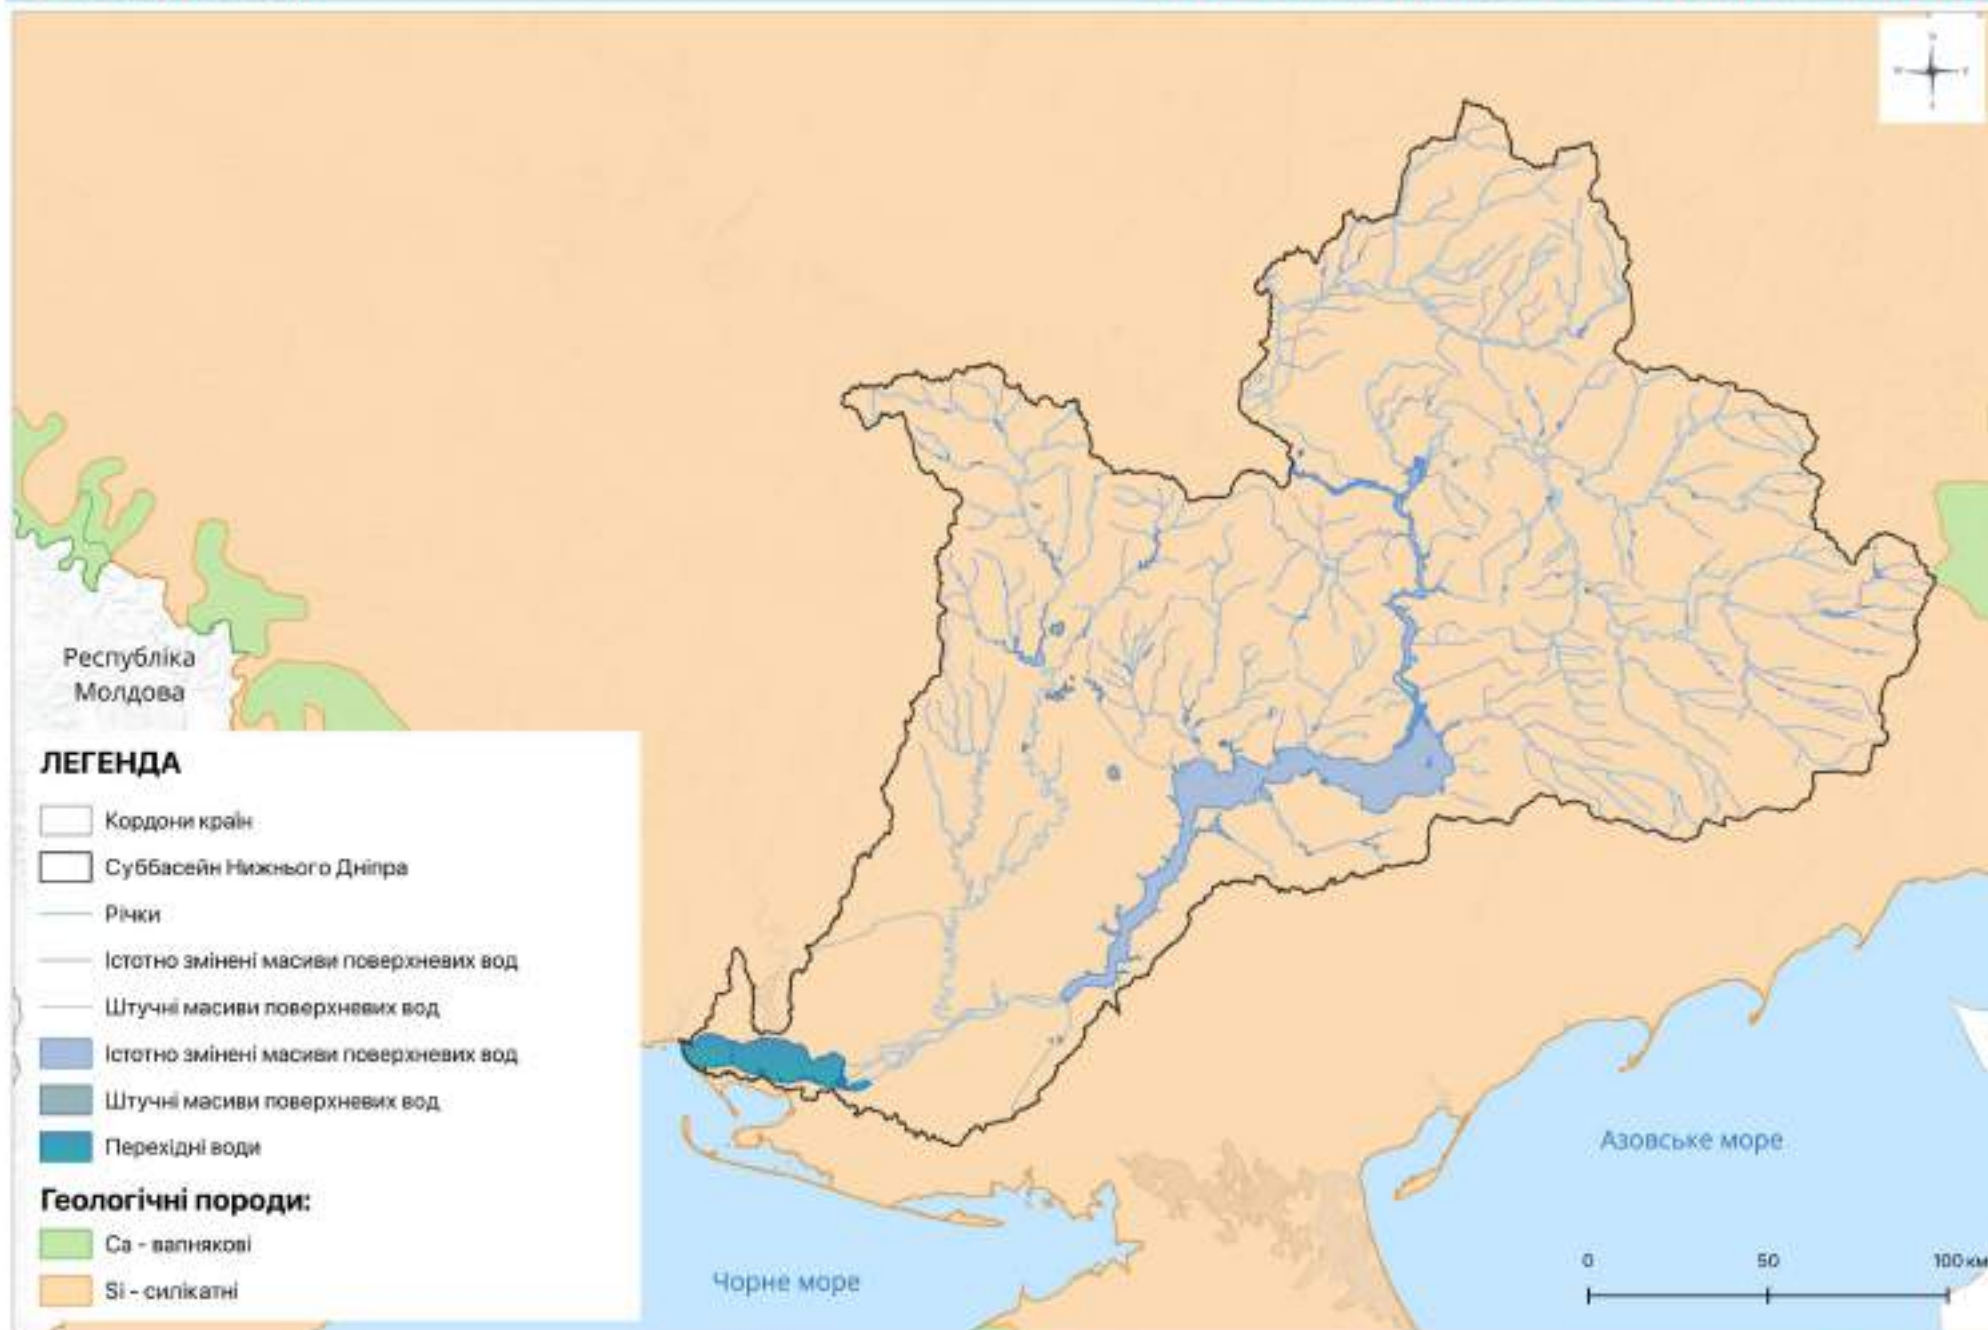 Республіка
Молдова
ЛЕГЕНДА
Кордони країн
Суббасейн Нижнього Дніпра
Річки
Істотно змінені масиви поверхневих вод
Штучні масиви поверхневих вод
Істотно змінені масиви поверхневих вод
Штучні масиви поверхневих вод
Перехідні води
Геологічні породи:
Ca - вапнякові
Si - силікатні
Азовське море
Чорне море
0 50 100 км